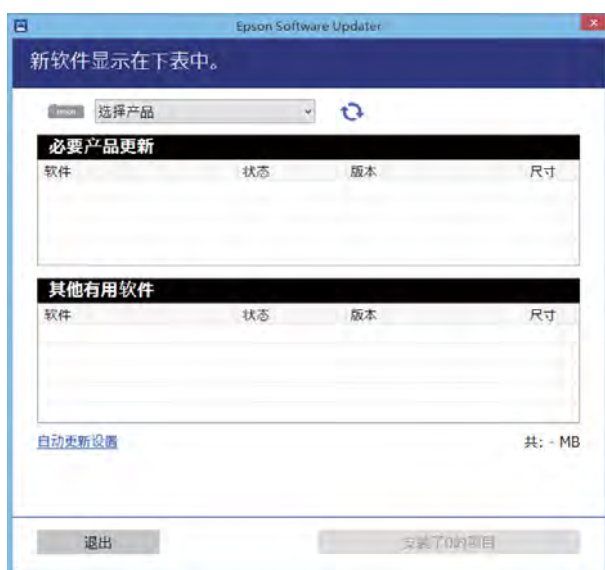 Epson Software Updater
新软件显示在下表中。
EPSON 选择产品
必要产品更新
软件 状态 版本 尺寸
其他有用软件
软件 状态 版本 尺寸
自动更新设置 共: - MB
退出 安装了0的项目